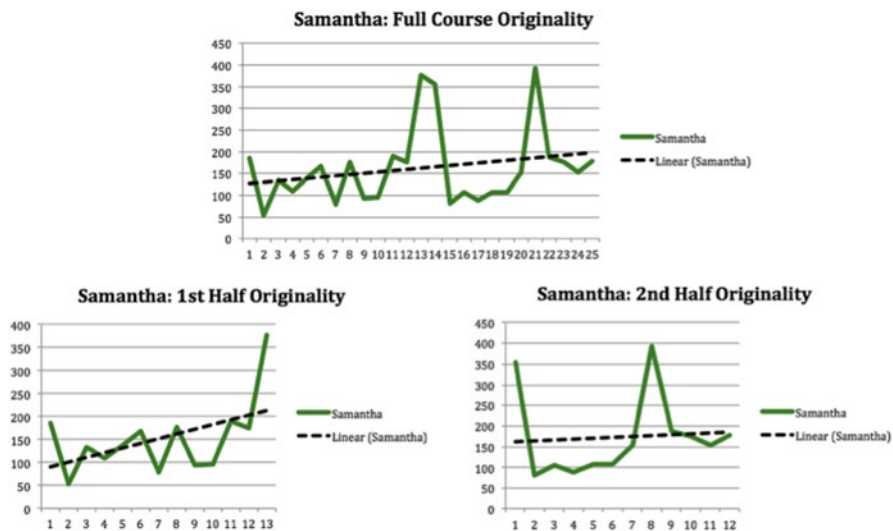 Samantha: Full Course Originality
450
400
350
300
250
200
150
100
50
0
1 2 3 4 5 6 7 8 9 10 11 12 13 14 15 16 17 18 19 20 21 22 23 24 25
Samantha
Linear (Samantha)
Samantha: 1st Half Originality
400
350
300
250
200
150
100
50
0
1 2 3 4 5 6 7 8 9 10 11 12 13
Samantha
Linear (Samantha)
Samantha: 2nd Half Originality
450
400
350
300
250
200
150
100
50
0
1 2 3 4 5 6 7 8 9 10 11 12
Samantha
Linear (Samantha)